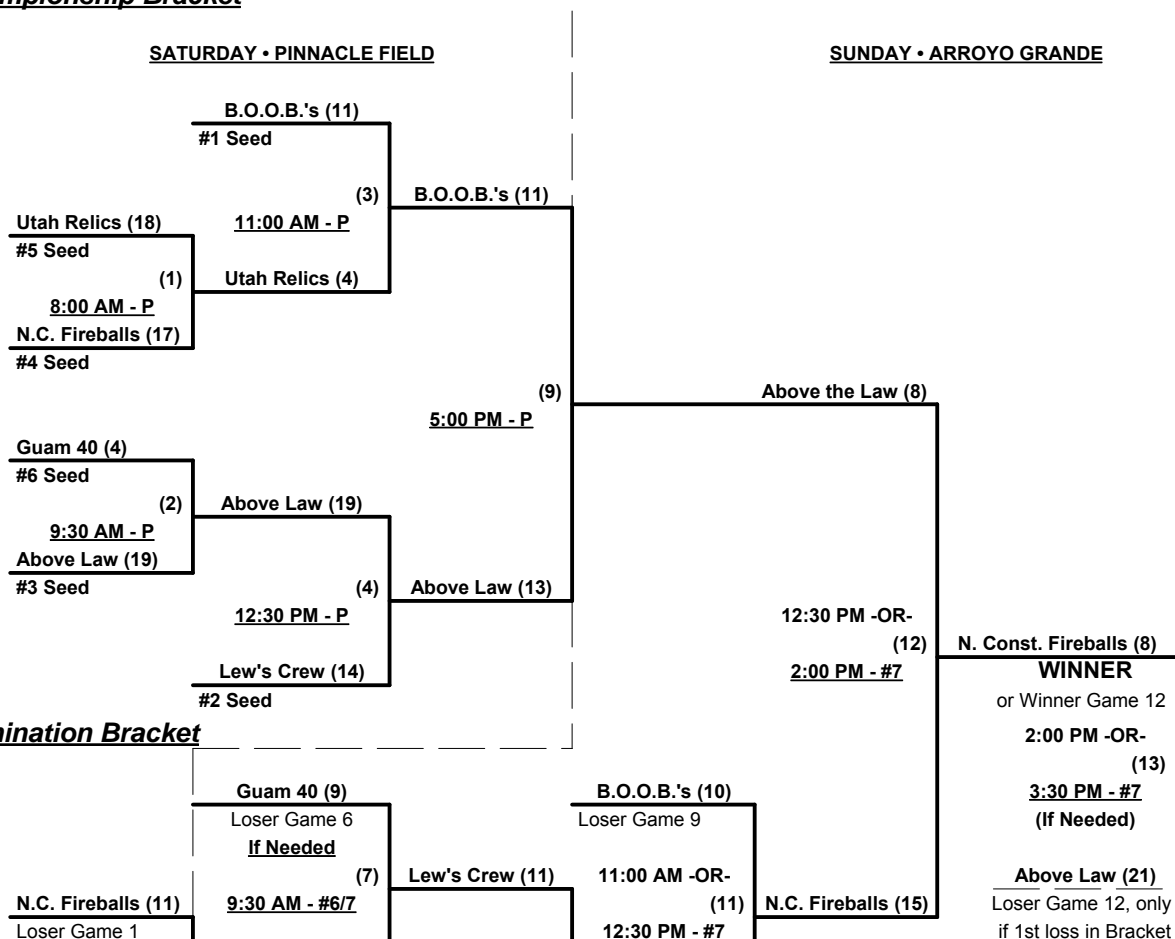 mpionship Bracket
SATURDAY • PINNACLE FIELD
SUNDAY • ARROYO GRANDE
B.O.O.B.'s (11)
#1 Seed
(3)
11:00 AM - P
B.O.O.B.'s (11)
Utah Relics (18)
#5 Seed
(1)
8:00 AM - P
Utah Relics (4)
N.C. Fireballs (17)
#4 Seed
(9)
5:00 PM - P
Above the Law (8)
Guam 40 (4)
#6 Seed
(2)
9:30 AM - P
Above Law (19)
Above Law (19)
#3 Seed
(4)
12:30 PM - P
Above Law (13)
Lew's Crew (14)
#2 Seed
12:30 PM -OR-
(12)
2:00 PM - #7
N. Const. Fireballs (8)
WINNER
or Winner Game 12
2:00 PM -OR-
(13)
3:30 PM - #7
(If Needed)
Above Law (21)
Loser Game 12, only
if 1st loss in Bracket
mination Bracket
Guam 40 (9)
Loser Game 6
If Needed
(7)
9:30 AM - #6/7
Lew's Crew (11)
N.C. Fireballs (11)
Loser Game 1
B.O.O.B.'s (10)
Loser Game 9
11:00 AM -OR-
(11)
12:30 PM - #7
N.C. Fireballs (15)